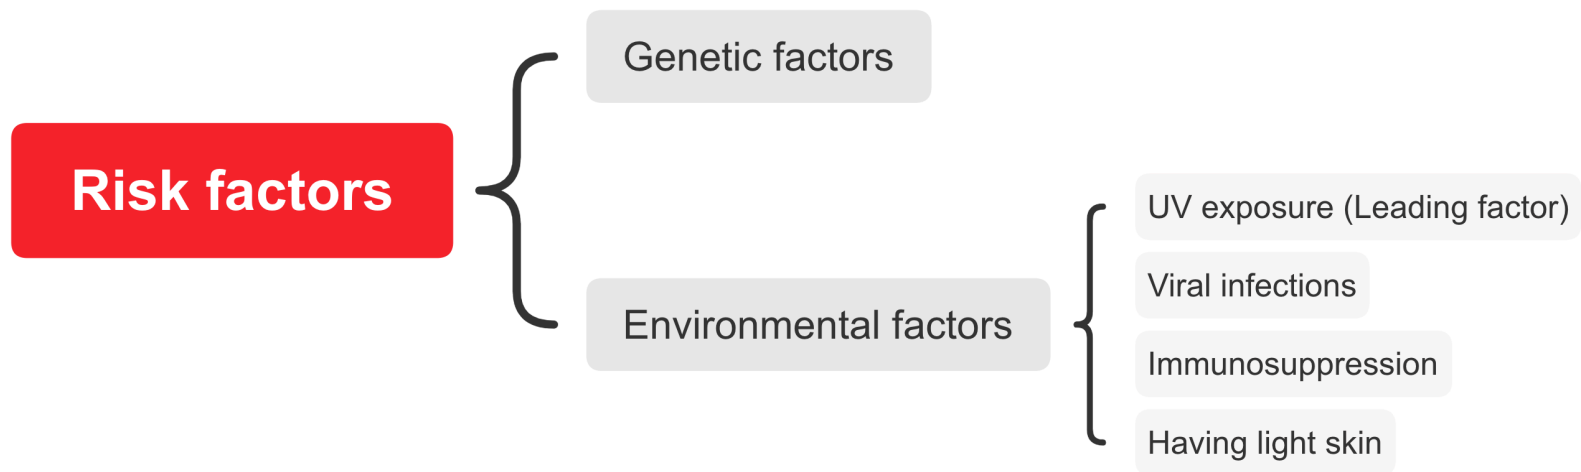 Risk factors
Genetic factors
Environmental factors
UV exposure (Leading factor)
Viral infections
Immunosuppression
Having light skin